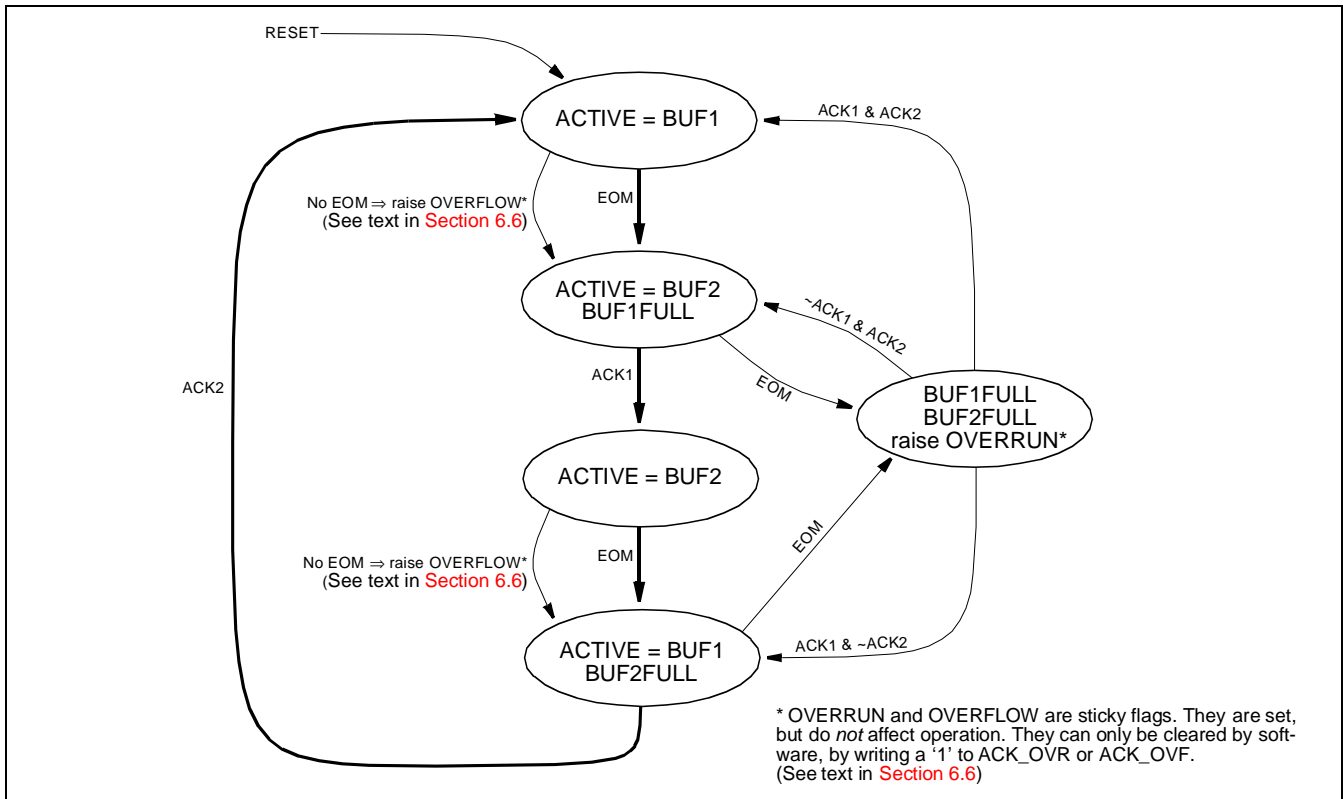 RESET
ACTIVE = BUF1
ACK1 & ACK2
No EOM ⇒ raise OVERFLOW*
(See text in Section 6.6)
EOM
ACTIVE = BUF2
BUF1FULL
~ACK1 & ACK2
ACK2
ACK1
EOM
BUF1FULL
BUF2FULL
raise OVERRUN*
ACTIVE = BUF2
No EOM ⇒ raise OVERFLOW*
(See text in Section 6.6)
EOM
EOM
ACTIVE = BUF1
BUF2FULL
ACK1 & ~ACK2
* OVERRUN and OVERFLOW are sticky flags. They are set,
but do not affect operation. They can only be cleared by soft-
ware, by writing a ‘1’ to ACK_OVR or ACK_OVF.
(See text in Section 6.6)